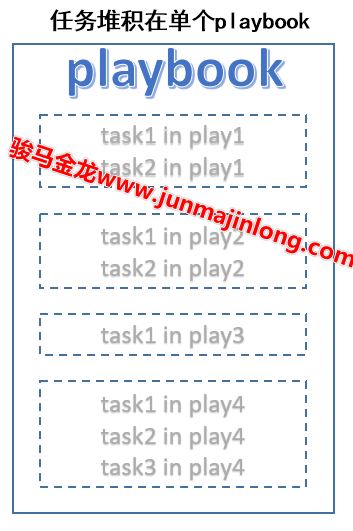 任务堆积在单个playbook
playbook
task1 in play1
task2 in play1
骏马金龙www.junmajinlong.com
task1 in play2
task2 in play2
task1 in play3
task1 in play4
task2 in play4
task3 in play4